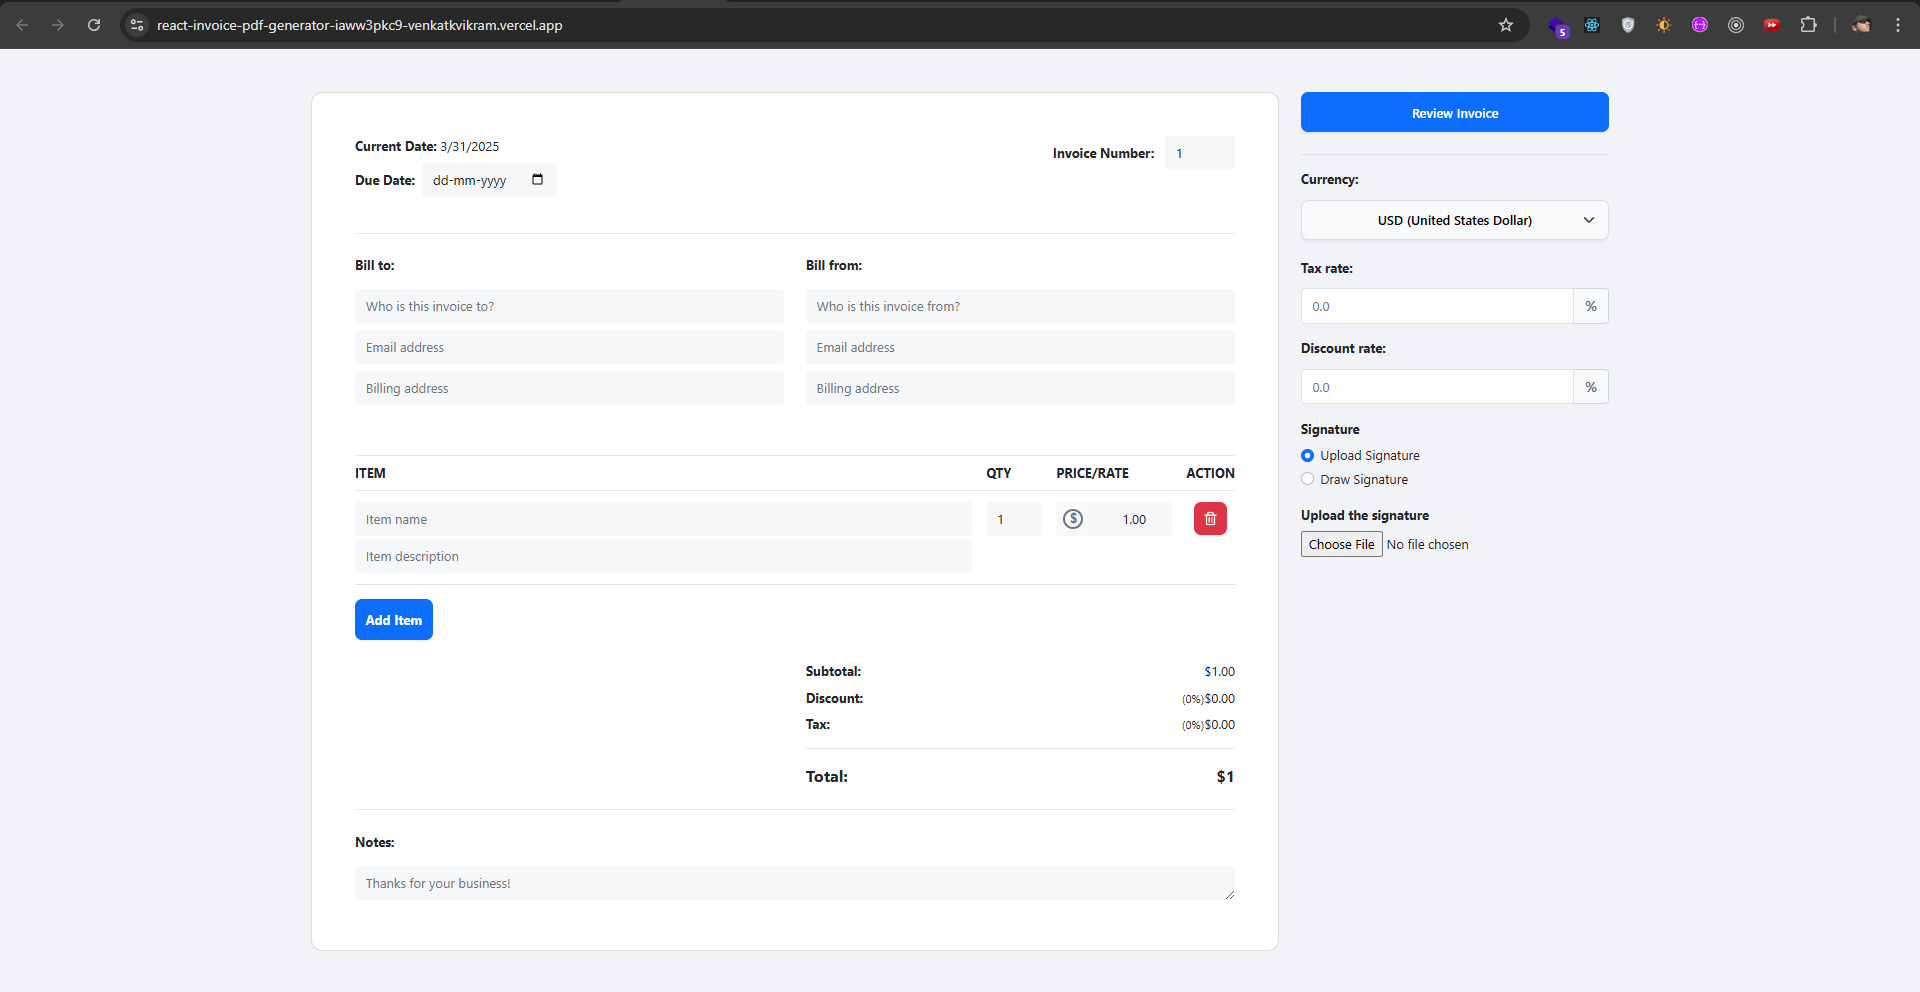 react-invoice-pdf-generator-iaww3pkc9-venkatkvikram.vercel.app
5
Current Date: 3/31/2025
Due Date: dd-mm-yyyy
Invoice Number: 1
Bill to:
Who is this invoice to?
Email address
Billing address
Bill from:
Who is this invoice from?
Email address
Billing address
ITEM QTY PRICE/RATE ACTION
Item name 1 $ 1.00
Item description
Add Item
Subtotal: $1.00
Discount: (0%)$0.00
Tax: (0%)$0.00
Total: $1
Notes:
Thanks for your business!
Review Invoice
Currency:
USD (United States Dollar)
Tax rate:
0.0 %
Discount rate:
0.0 %
Signature
Upload Signature
Draw Signature
Upload the signature
Choose File No file chosen